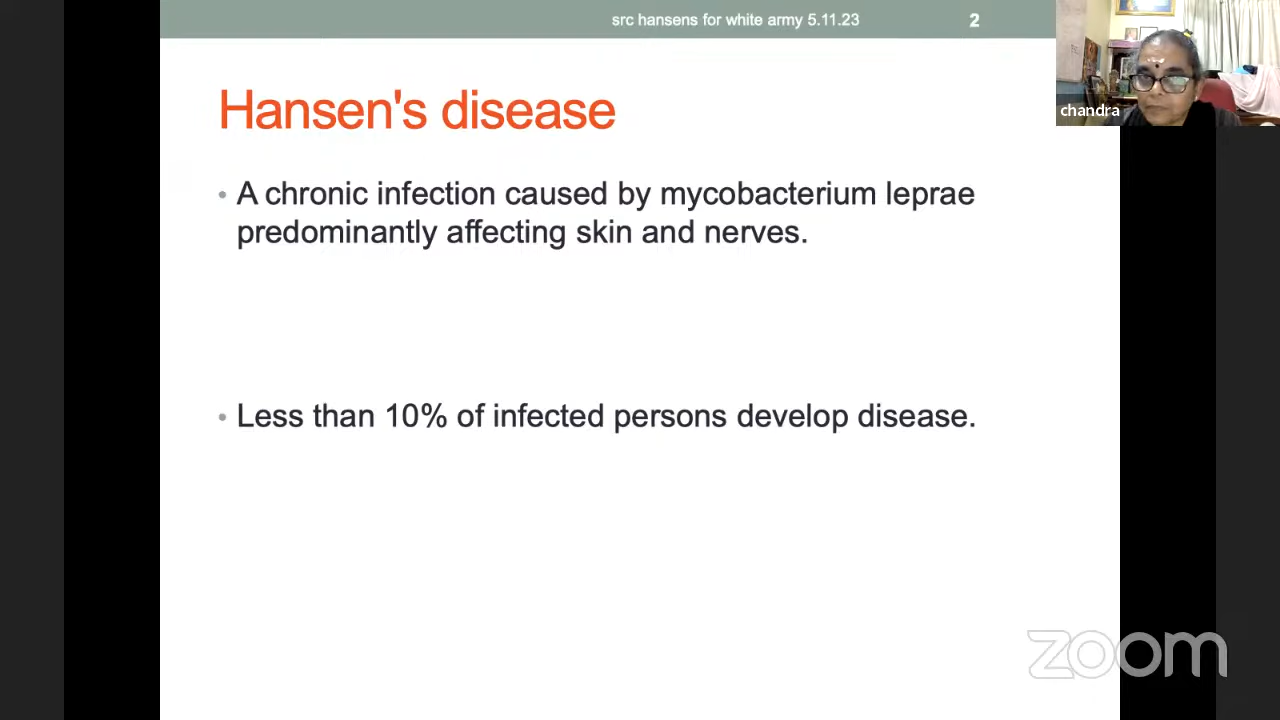 src hansens for white army 5.11.23
2
chandra
Hansen's disease
• A chronic infection caused by mycobacterium leprae
predominantly affecting skin and nerves.
• Less than 10% of infected persons develop disease.
zoom